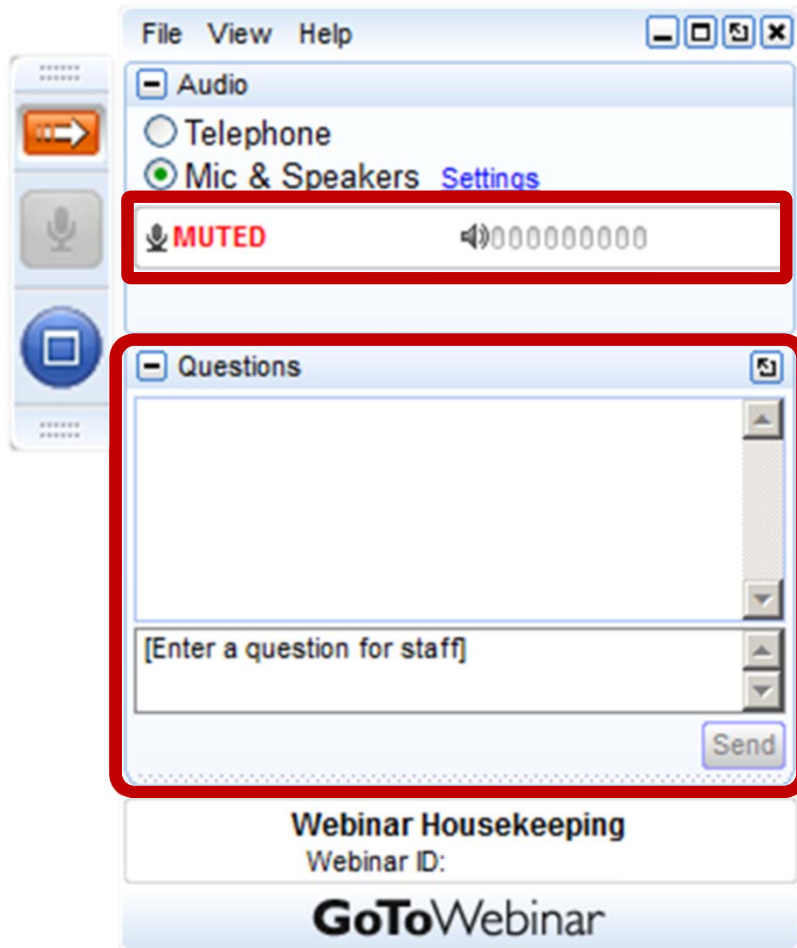 File View Help
Audio
Telephone
Mic & Speakers Settings
MUTED 000000000
Questions
[Enter a question for staff]
Send
Webinar Housekeeping
Webinar ID:
GoToWebinar